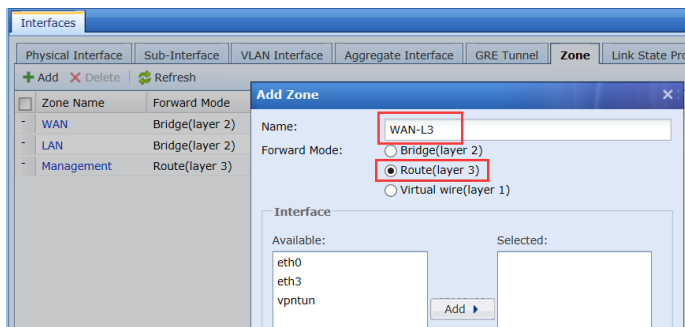 Interfaces
Physical Interface Sub-Interface VLAN Interface Aggregate Interface GRE Tunnel Zone Link State Pro
Add Delete Refresh
Zone Name Forward Mode
WAN Bridge(layer 2)
LAN Bridge(layer 2)
Management Route(layer 3)
Add Zone
Name: WAN-L3
Forward Mode: Bridge(layer 2)
Route(layer 3)
Virtual wire(layer 1)
Interface
Available: Selected:
eth0
eth3
vpntun
Add